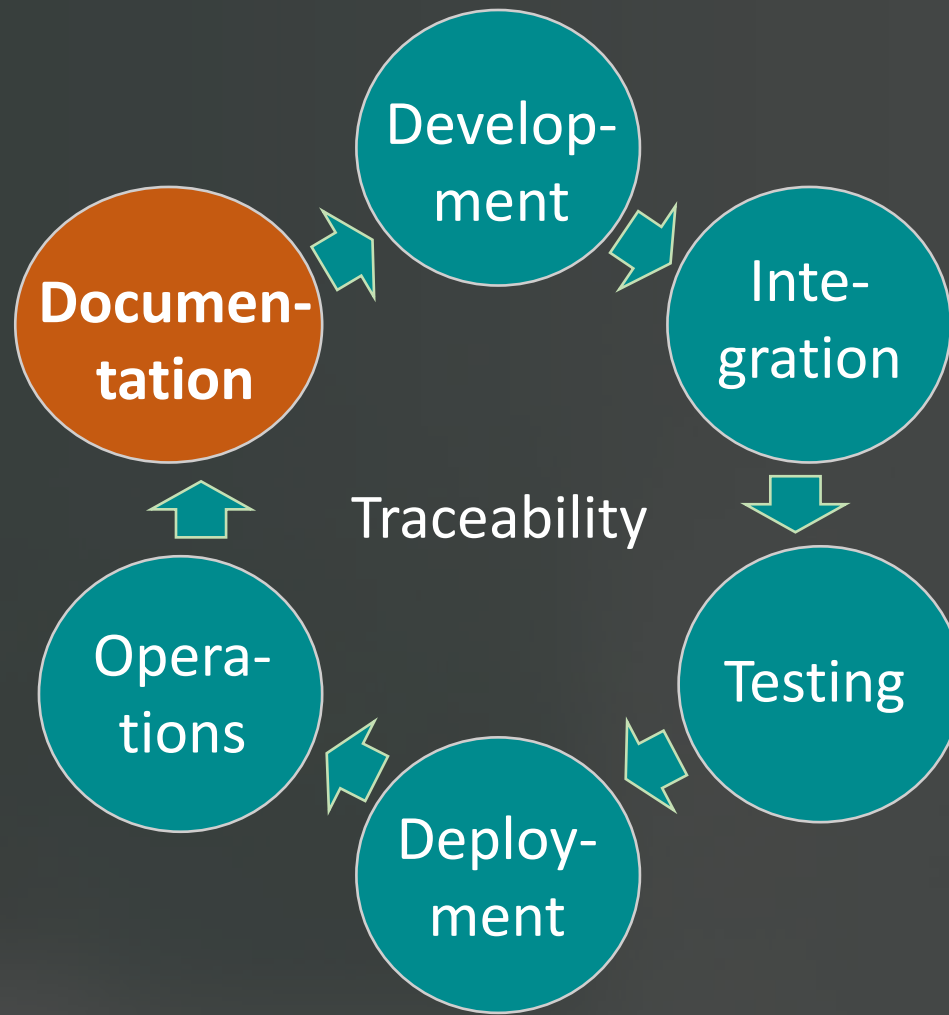 Develop-
ment
Documen-
tation
Inte-
gration
Traceability
Opera-
tions
Testing
Deploy-
ment